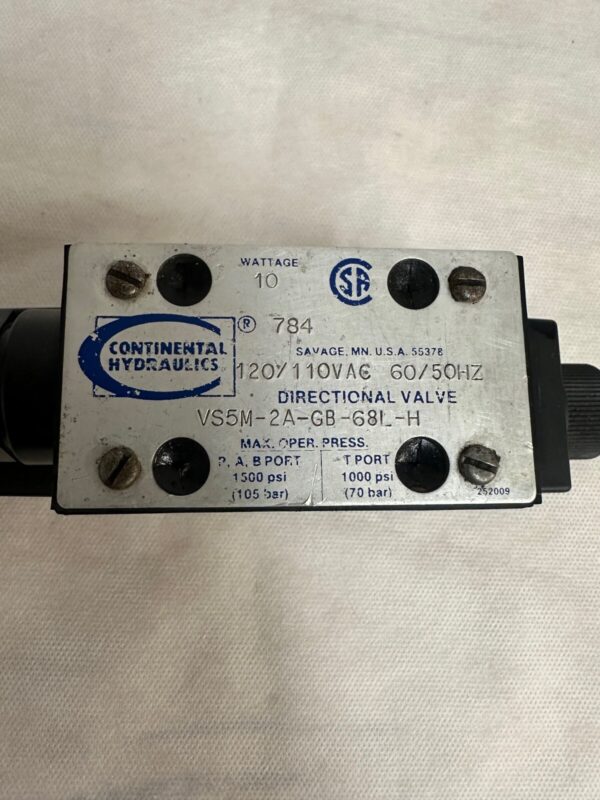 WATTAGE
10
CSA
CONTINENTAL
HYDRAULICS
® 784
SAVAGE, MN. U.S.A. 55378
120/110VAC 60/50HZ
DIRECTIONAL VALVE
VS5M-2A-GB-68L-H
MAX. OPER. PRESS.
P, A, B PORT
1500 psi
(105 bar)
T PORT
1000 psi
(70 bar)
252009